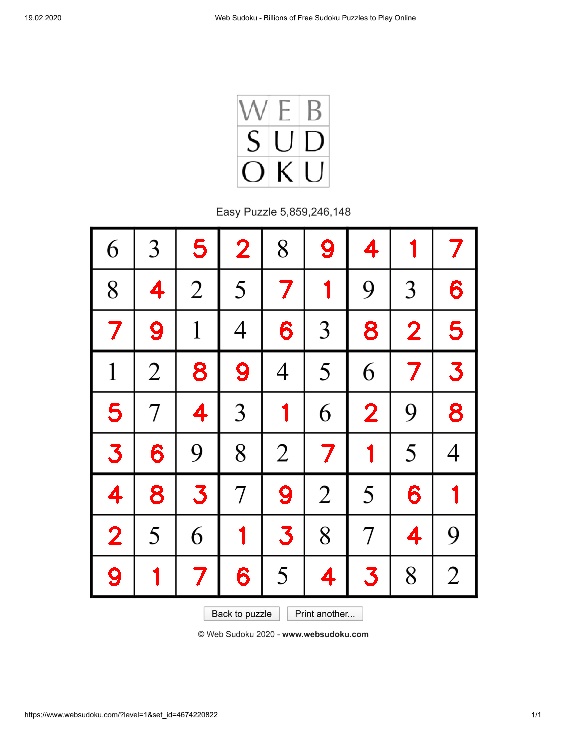 19.02.2020 Web Sudoku - Billions of Free Sudoku Puzzles to Play Online
W E B
S U D
O K U
Easy Puzzle 5,859,246,148
6 3 5 2 8 9 4 1 7
8 4 2 5 7 1 9 3 6
7 9 1 4 6 3 8 2 5
1 2 8 9 4 5 6 7 3
5 7 4 3 1 6 2 9 8
3 6 9 8 2 7 1 5 4
4 8 3 7 9 2 5 6 1
2 5 6 1 3 8 7 4 9
9 1 7 6 5 4 3 8 2
Back to puzzle Print another...
© Web Sudoku 2020 - www.websudoku.com
https://www.websudoku.com/?level=1&set_id=4674220822 1/1